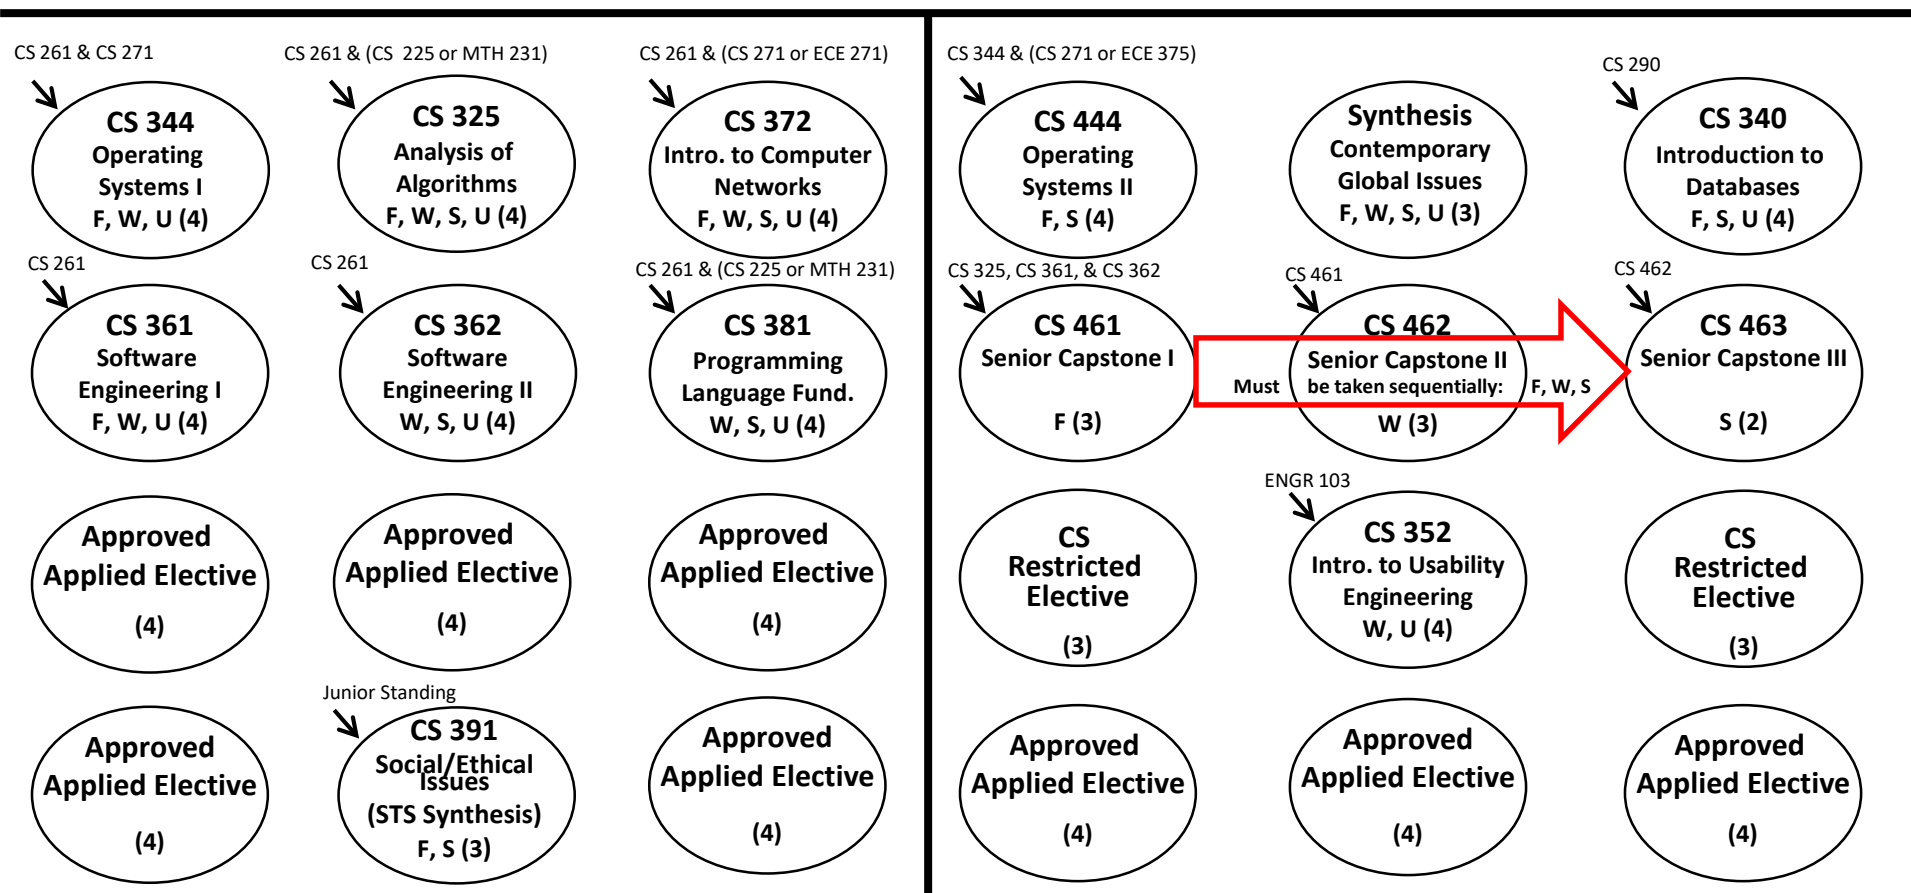 CS 261 & CS 271
CS 344
Operating
Systems I
F, W, U (4)
CS 261 & (CS  225 or MTH 231)
CS 325
Analysis of
Algorithms
F, W, S, U (4)
CS 261 & (CS 271 or ECE 271)
CS 372
Intro. to Computer
Networks
F, W, S, U (4)
CS 261
CS 361
Software
Engineering I
F, W, U (4)
CS 261
CS 362
Software
Engineering II
W, S, U (4)
CS 261 & (CS 225 or MTH 231)
CS 381
Programming
Language Fund.
W, S, U (4)
Approved
Applied Elective
(4)
Approved
Applied Elective
(4)
Approved
Applied Elective
(4)
Approved
Applied Elective
(4)
Junior Standing
CS 391
Social/Ethical
Issues
(STS Synthesis)
F, S (3)
Approved
Applied Elective
(4)
CS 344 & (CS 271 or ECE 375)
CS 444
Operating
Systems II
F, S (4)
Synthesis
Contemporary
Global Issues
F, W, S, U (3)
CS 290
CS 340
Introduction to
Databases
F, S, U (4)
CS 325, CS 361, & CS 362
CS 461
Senior Capstone I
F (3)
CS 461
CS 462
Senior Capstone II
Must be taken sequentially: F, W, S
W (3)
CS 462
CS 463
Senior Capstone III
S (2)
CS
Restricted
Elective
(3)
ENGR 103
CS 352
Intro. to Usability
Engineering
W, U (4)
CS
Restricted
Elective
(3)
Approved
Applied Elective
(4)
Approved
Applied Elective
(4)
Approved
Applied Elective
(4)